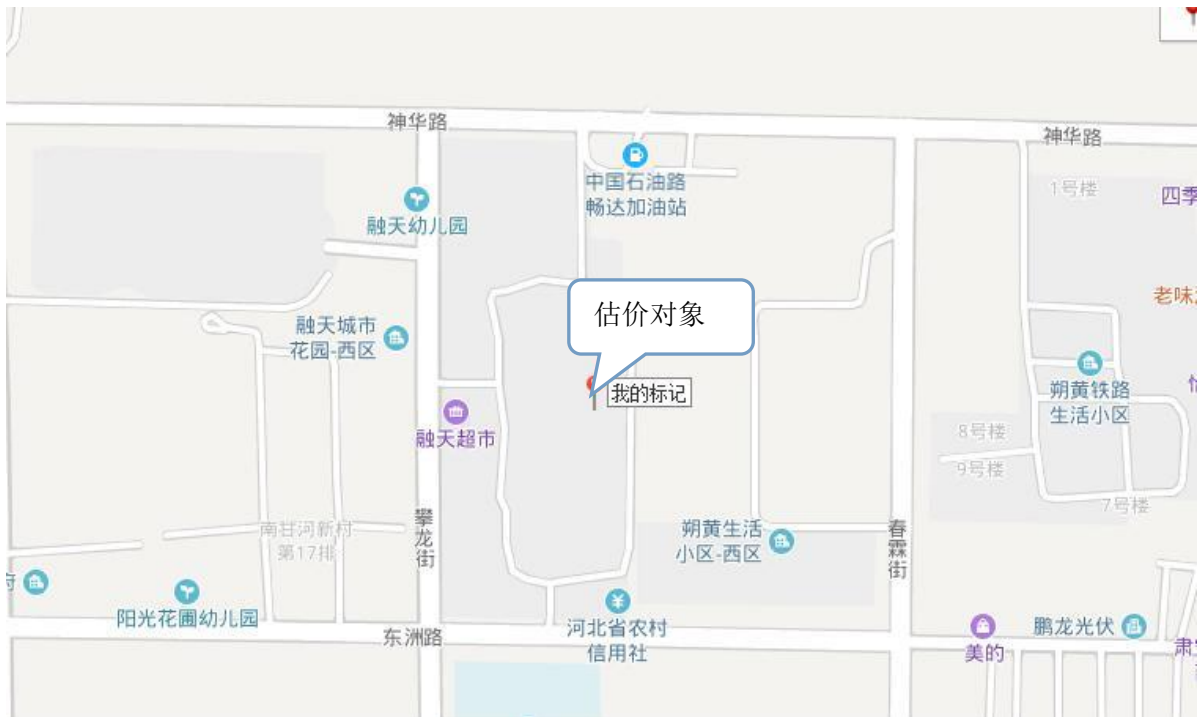 神华路
神华路
中国石油路
畅达加油站
1号楼
融天幼儿园
四季
老味
估价对象
融天城市
花园-西区
我的标记
朔黄铁路
生活小区
融天超市
8号楼
9号楼
7号楼
南甘河新村
第17排
攀龙街
朔黄生活
小区-西区
春霖街
阳光花圃幼儿园
东洲路
河北省农村
信用社
美的
鹏龙光伏